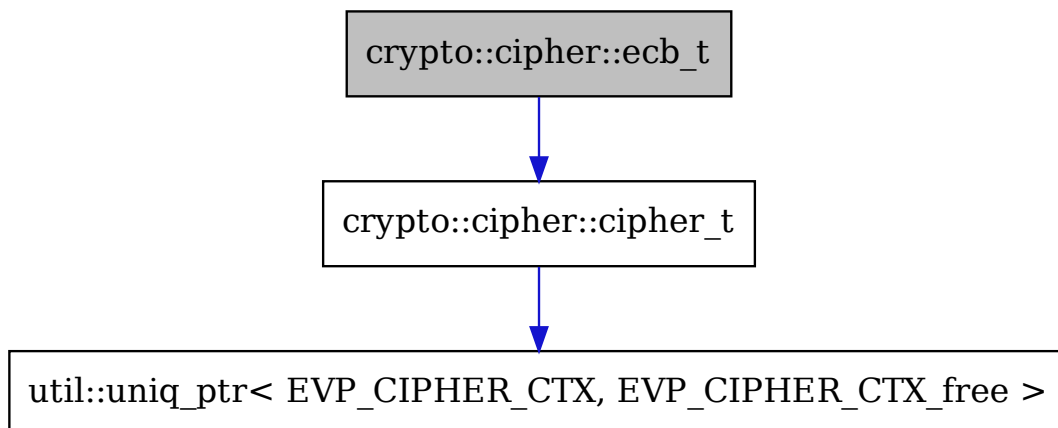 crypto::cipher::ecb_t
crypto::cipher::cipher_t
util::uniq_ptr< EVP_CIPHER_CTX, EVP_CIPHER_CTX_free >